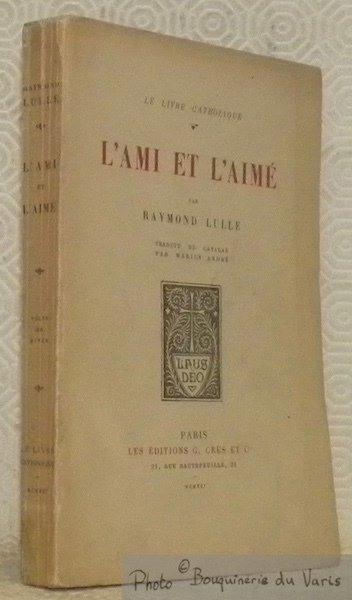 RAYMOND
LULLE
L'AMI
ET
L'AIMÉ
LE LIVRE
CATHOLIQUE
LE LIVRE CATHOLIQUE
L'AMI ET L'AIMÉ
PAR
RAYMOND LULLE
TRADUIT DU CATALAN
PAR MARIUS ANDRÉ
LAUS
DEO
PARIS
LES ÉDITIONS G. CRÈS ET Cie
21, RUE HAUTEFEUILLE, 21
Photo © Bouquinerie du Varis